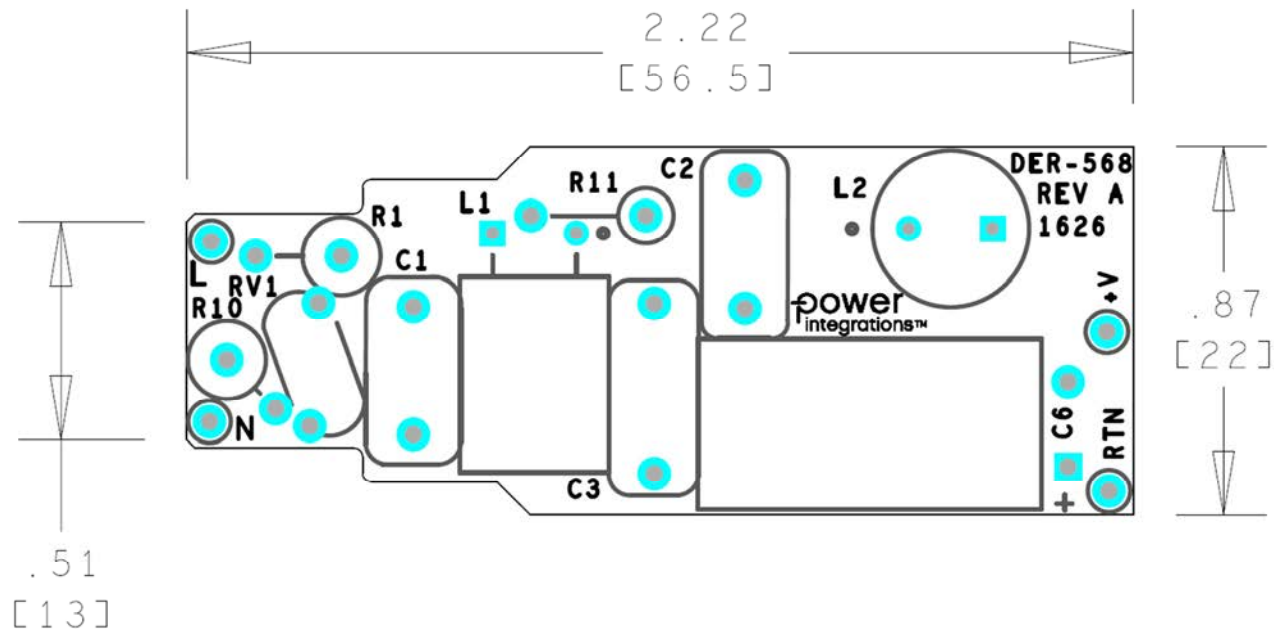 2.22
[56.5]
DER-568
REV A
1626
C2
R11
L2
L1
R1
C1
L
RV1
R10
N
C3
power
integrations™
+V
C6
RTN
+
.87
[22]
.51
[13]